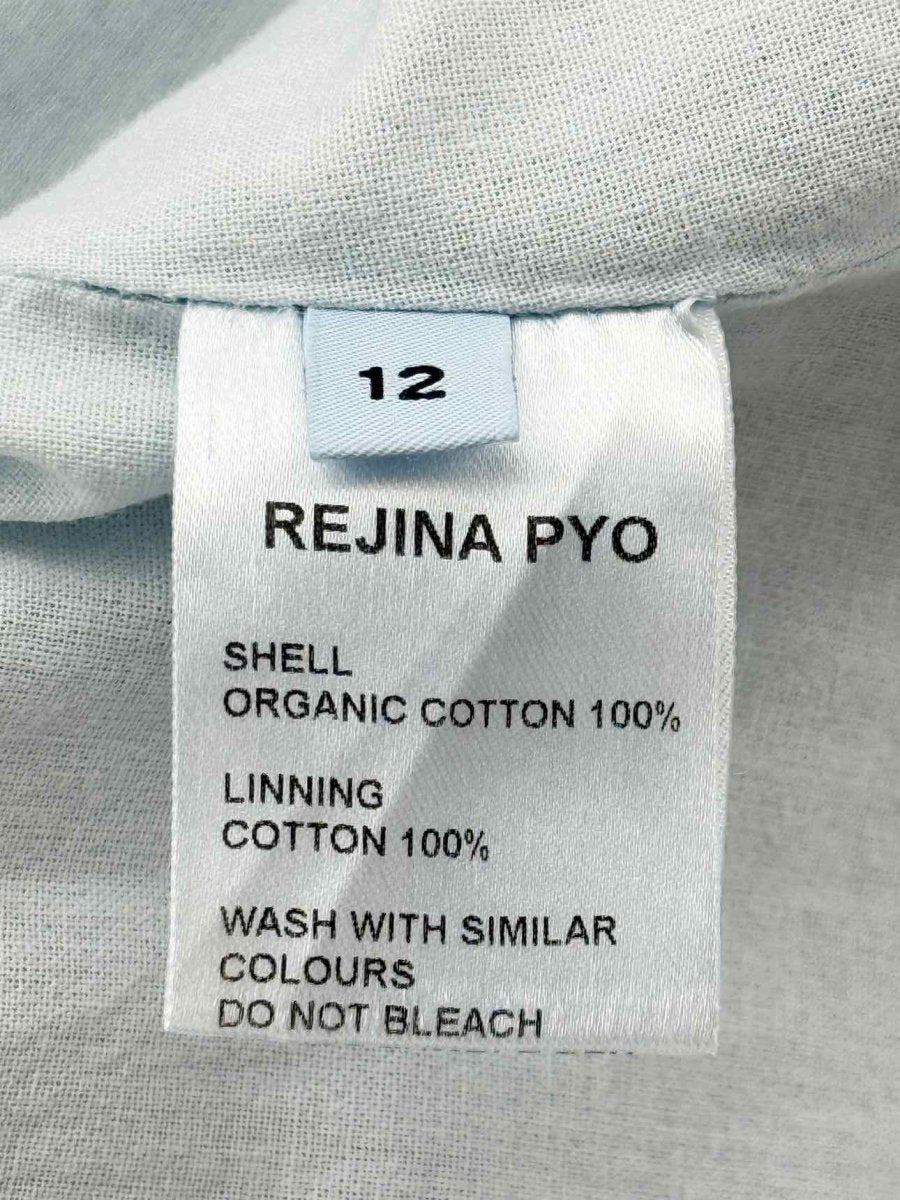 12
REJINA PYO
SHELL
ORGANIC COTTON 100%
LINNING
COTTON 100%
WASH WITH SIMILAR
COLOURS
DO NOT BLEACH